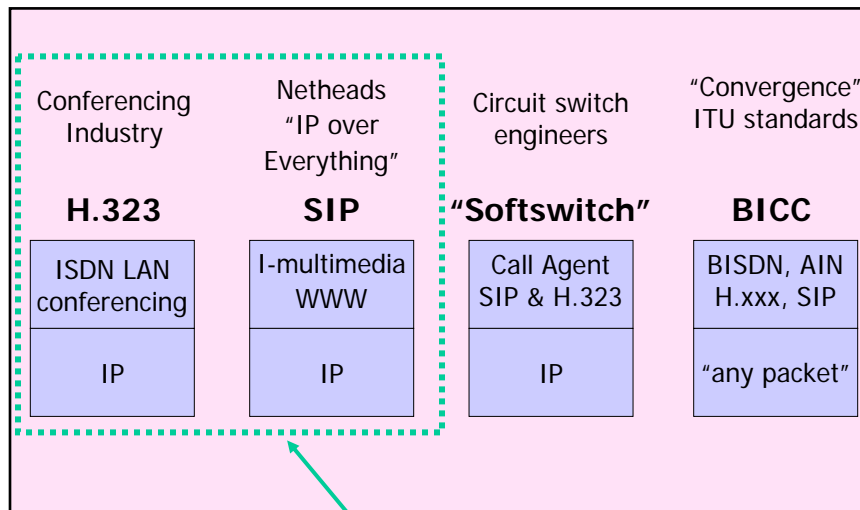 Conferencing
Industry
H.323
ISDN LAN
conferencing
IP
Netheads
“IP over
Everything”
SIP
I-multimedia
WWW
IP
Circuit switch
engineers
“Softswitch”
Call Agent
SIP & H.323
IP
“Convergence”
ITU standards
BICC
BISDN, AIN
H.xxx, SIP
“any packet”